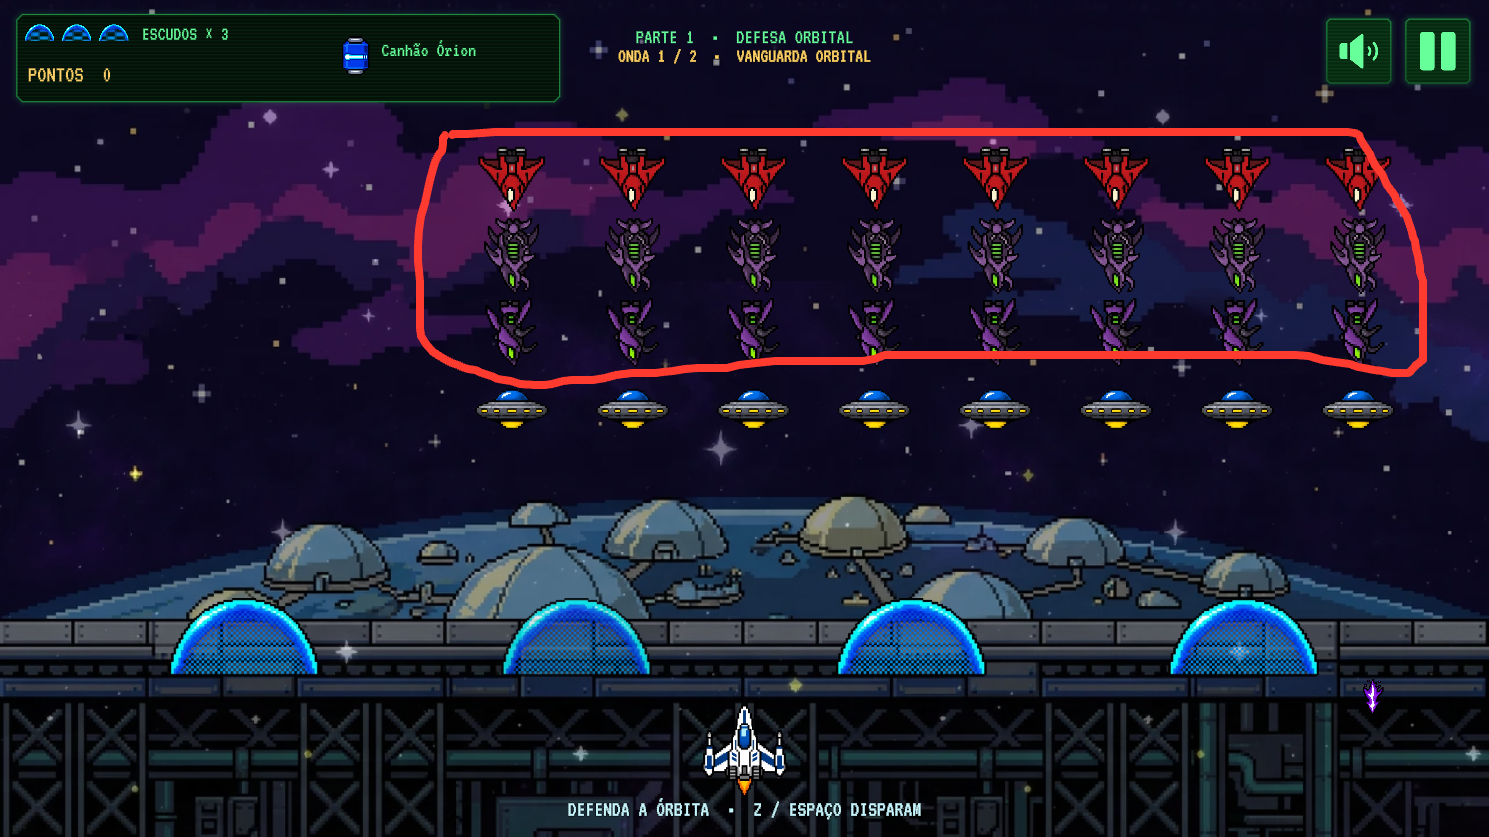 ESCUDOS X 3
Canhão Órion
PONTOS 0
PARTE 1 · DEFESA ORBITAL
ONDA 1 / 2 · VANGUARDA ORBITAL
DEFENDA A ÓRBITA · Z / ESPAÇO DISPARAM